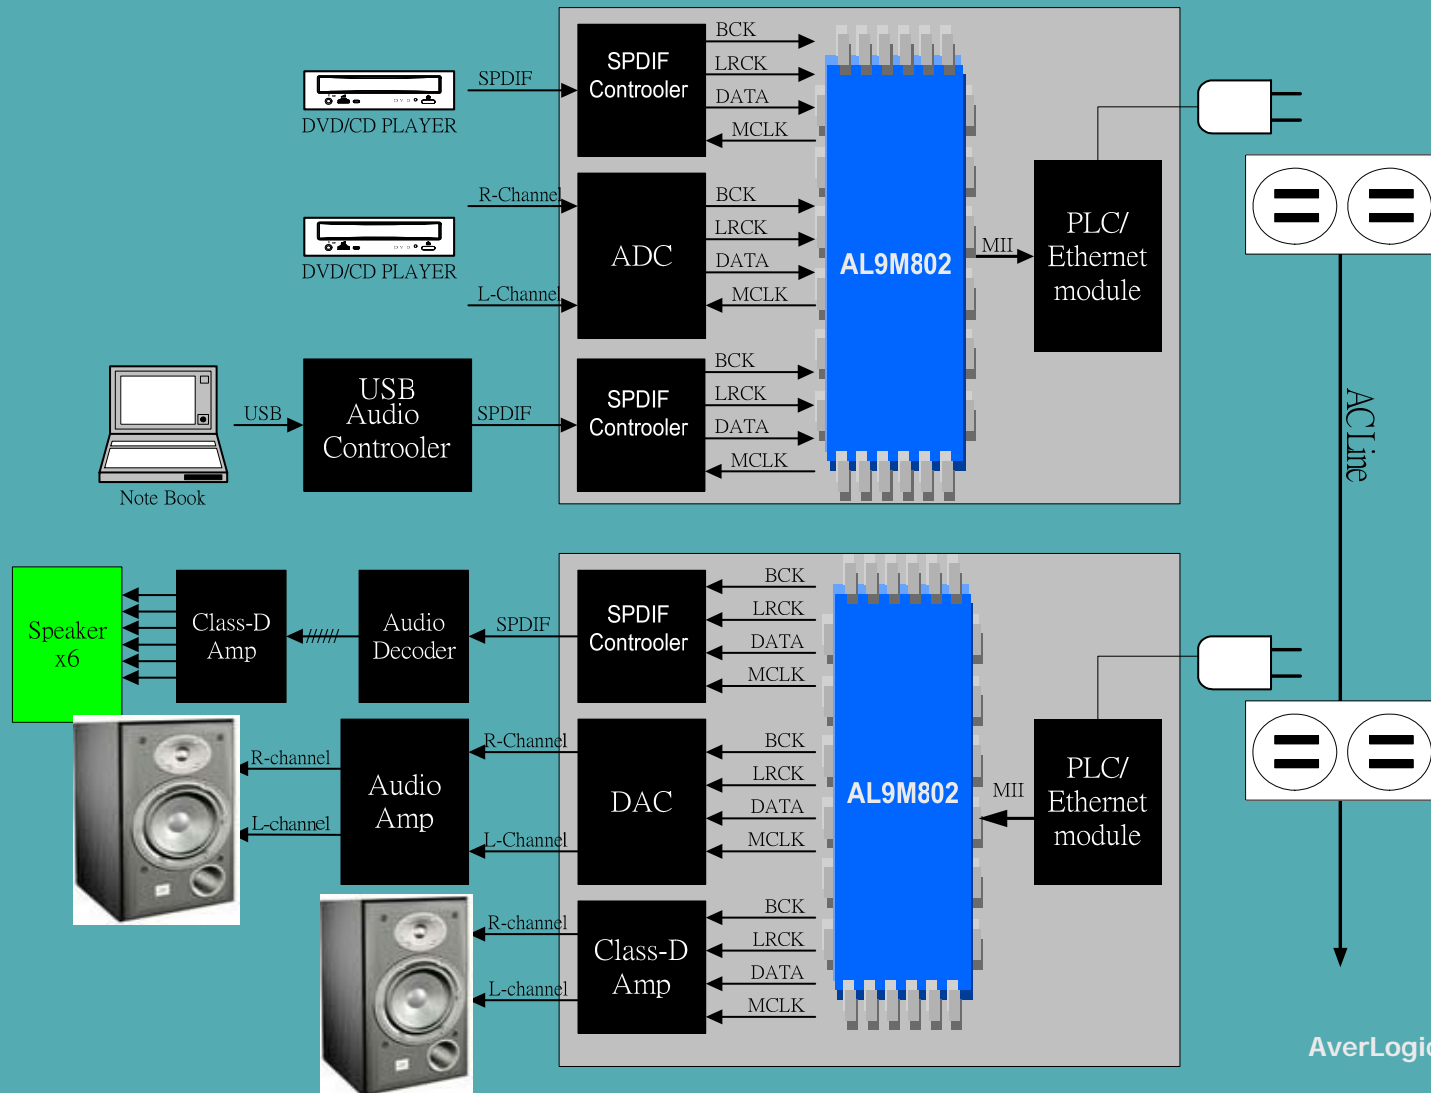 SPDIF
DVD/CD PLAYER
SPDIF
Controoler
BCK
LRCK
DATA
MCLK
R-Channel
L-Channel
DVD/CD PLAYER
ADC
BCK
LRCK
DATA
MCLK
Note Book
USB
USB
Audio
Controoler
SPDIF
SPDIF
Controoler
BCK
LRCK
DATA
MCLK
AL9M802
MII
PLC/
Ethernet
module
AC Line
Speaker
x6
Class-D
Amp
Audio
Decoder
SPDIF
SPDIF
Controoler
BCK
LRCK
DATA
MCLK
R-channel
L-channel
Audio
Amp
R-Channel
L-Channel
DAC
BCK
LRCK
DATA
MCLK
R-channel
L-channel
Class-D
Amp
BCK
LRCK
DATA
MCLK
AL9M802
MII
PLC/
Ethernet
module
AverLogic